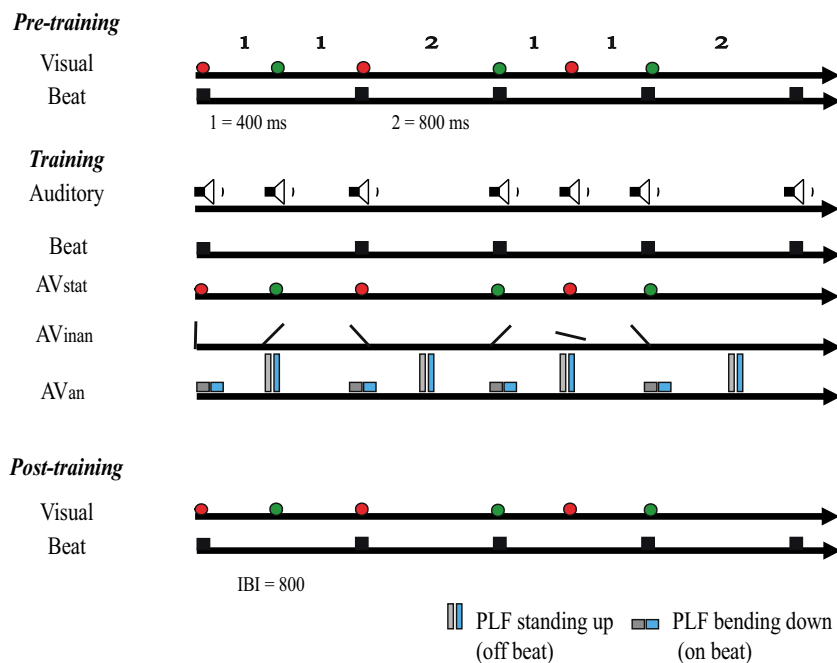 Pre-training
1 1 2 1 1 2
Visual
Beat
1 = 400 ms 2 = 800 ms
Training
Auditory
Beat
AVstat
AVinan
AVan
Post-training
Visual
Beat
IBI = 800
PLF standing up
(off beat)
PLF bending down
(on beat)